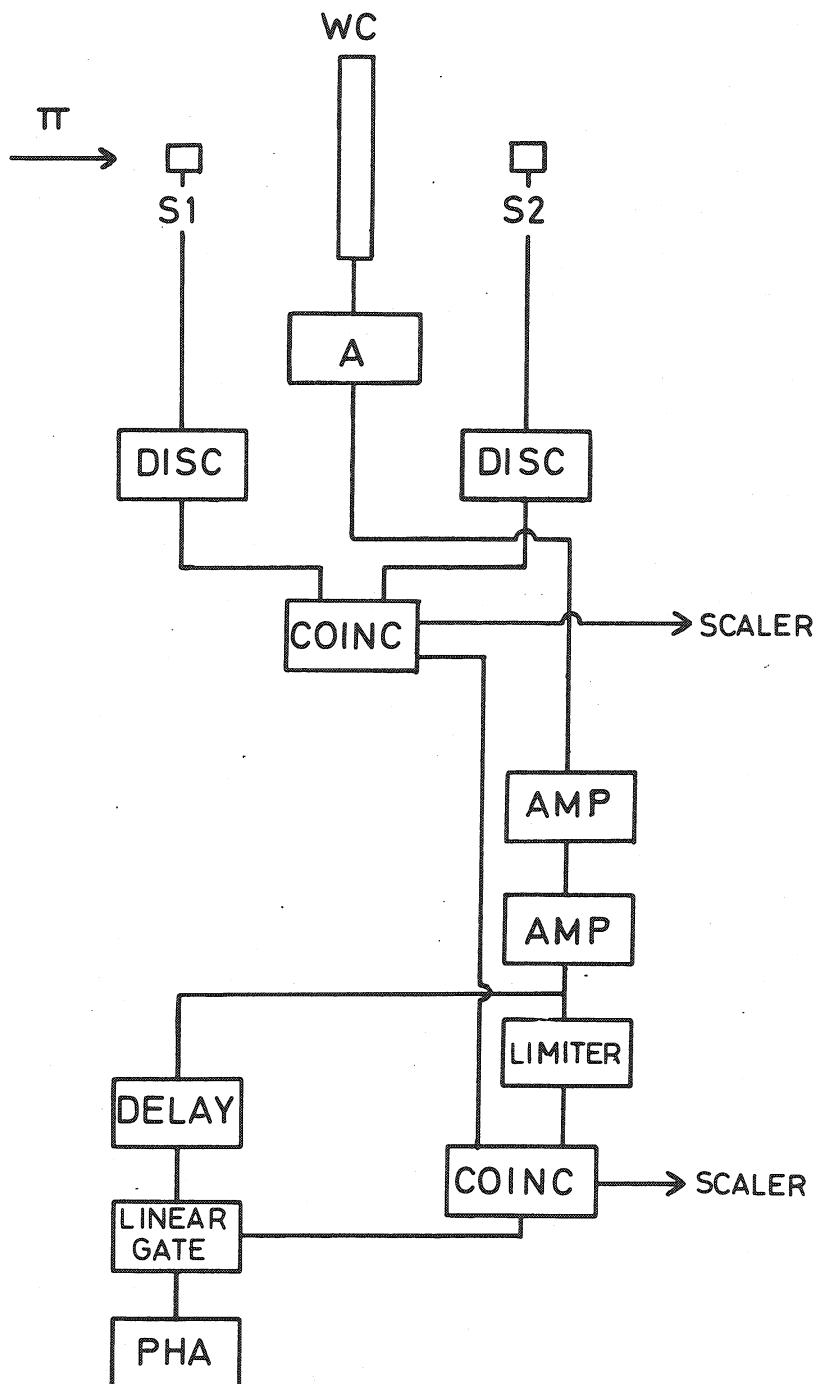 WC
π
S1
S2
A
DISC
DISC
COINC
SCALER
AMP
AMP
LIMITER
DELAY
COINC
SCALER
LINEAR
GATE
PHA